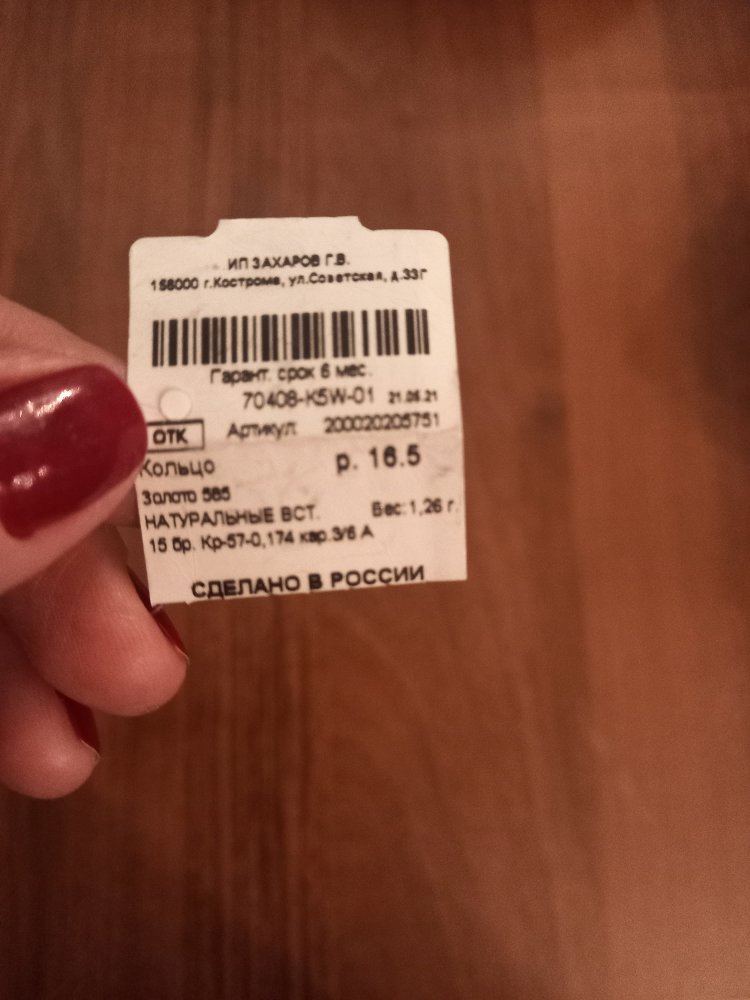 ИП ЗАХАРОВ Г.В.
156000 г.Кострома, ул.Советская, д.33Г
Гарант. срок 6 мес.
70408-K5W-01 21.06.21
ОТК Артикул: 200020205751
Кольцо р. 16.5
Золото 585
НАТУРАЛЬНЫЕ ВСТ. Вес:1,26 г.
15 бр. Кр-57-0,174 кар.3/6 А
СДЕЛАНО В РОССИИ